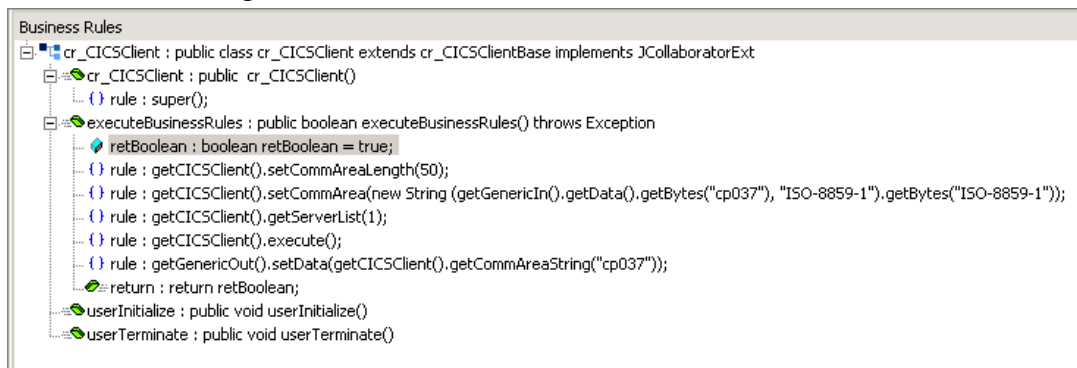 Business Rules
cr_CICSClient : public class cr_CICSClient extends cr_CICSClientBase implements JCollaboratorExt
cr_CICSClient : public cr_CICSClient()
{ } rule : super();
executeBusinessRules : public boolean executeBusinessRules() throws Exception
retBoolean : boolean retBoolean = true;
{ } rule : getCICSClient().setCommAreaLength(50);
{ } rule : getCICSClient().setCommArea(new String (getGenericIn().getData().getBytes("cp037"), "ISO-8859-1").getBytes("ISO-8859-1"));
{ } rule : getCICSClient().getServerList(1);
{ } rule : getCICSClient().execute();
{ } rule : getGenericOut().setData(getCICSClient().getCommAreaString("cp037"));
return : return retBoolean;
userInitialize : public void userInitialize()
userTerminate : public void userTerminate()